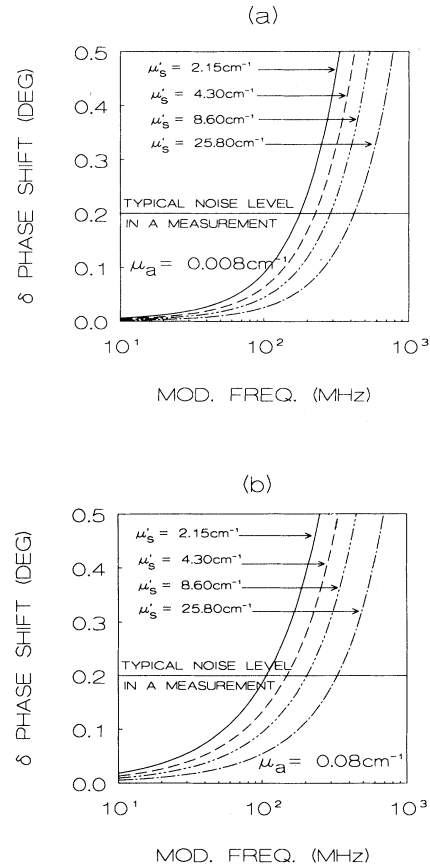 (a)
δ PHASE SHIFT (DEG)
0.5
0.4
0.3
0.2
0.1
0.0
μ's = 2.15cm⁻¹
μ's = 4.30cm⁻¹
μ's = 8.60cm⁻¹
μ's = 25.80cm⁻¹
TYPICAL NOISE LEVEL
IN A MEASUREMENT
μa = 0.008cm⁻¹
10¹ 10² 10³
MOD. FREQ. (MHz)
(b)
δ PHASE SHIFT (DEG)
0.5
0.4
0.3
0.2
0.1
0.0
μ's = 2.15cm⁻¹
μ's = 4.30cm⁻¹
μ's = 8.60cm⁻¹
μ's = 25.80cm⁻¹
TYPICAL NOISE LEVEL
IN A MEASUREMENT
μa = 0.08cm⁻¹
10¹ 10² 10³
MOD. FREQ. (MHz)